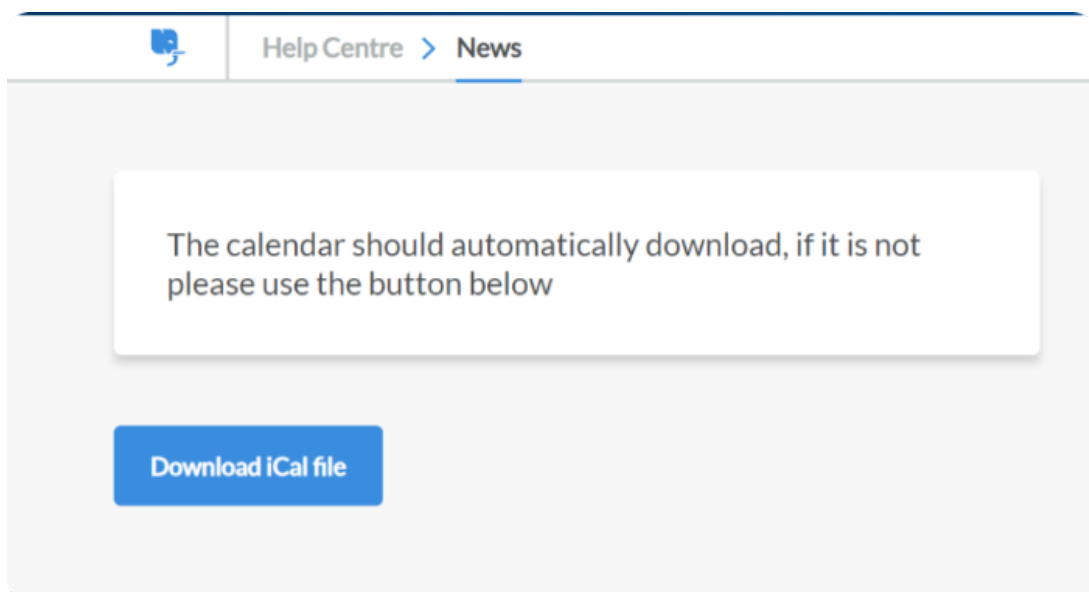 Help Centre > News
The calendar should automatically download, if it is not
please use the button below
Download iCal file